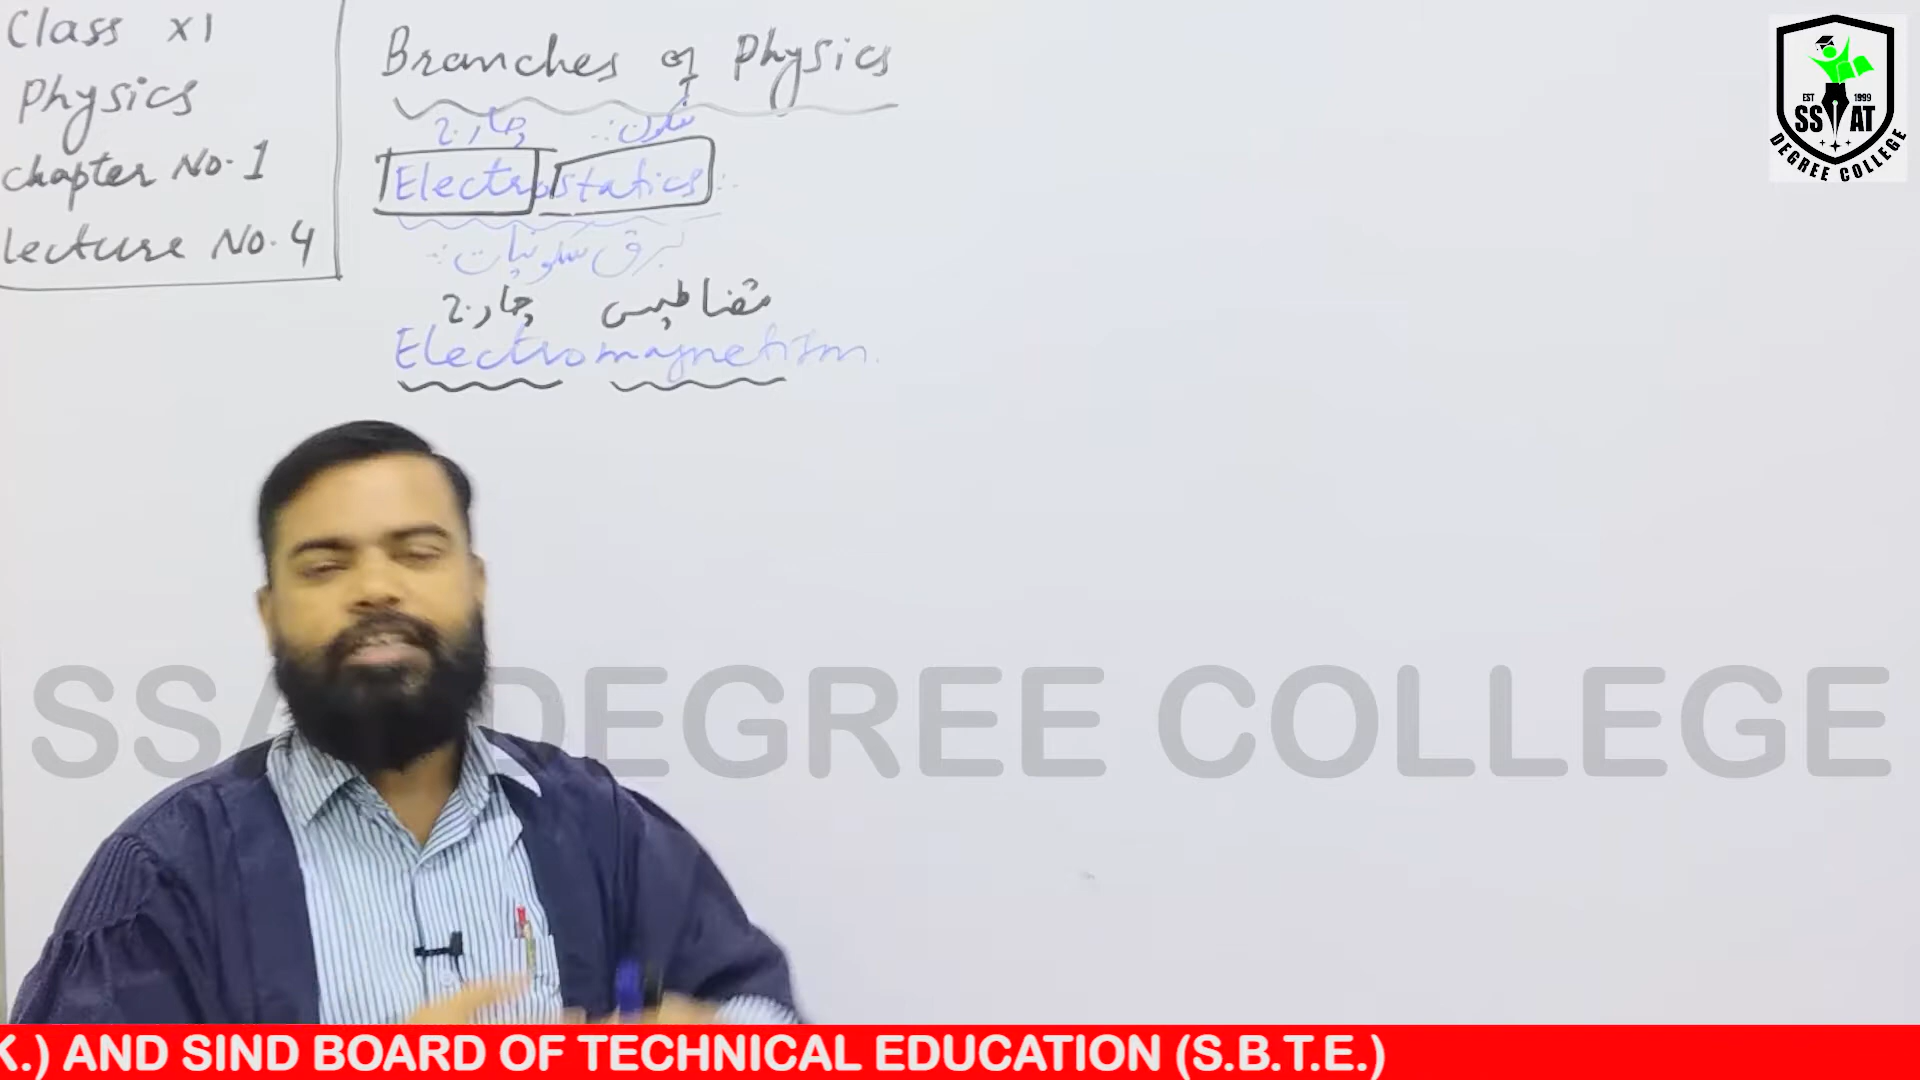 Class XI
Physics
chapter No. 1
lecture No. 4
Branches of Physics
چارج سکون
Electrostatics
برق سکونیات
چارج مقناطیس
Electromagnetism.
EST 1999
SSAT
DEGREE COLLEGE
SSAT DEGREE COLLEGE
K.) AND SIND BOARD OF TECHNICAL EDUCATION (S.B.T.E.)